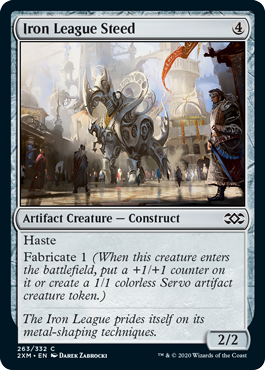 Iron League Steed 4
Artifact Creature — Construct
Haste
Fabricate 1 (When this creature enters
the battlefield, put a +1/+1 counter on
it or create a 1/1 colorless Servo artifact
creature token.)
The Iron League prides itself on its
metal-shaping techniques.
2/2
263/332 C
2XM • EN DAREK ZABROCKI
™ & © 2020 Wizards of the Coast